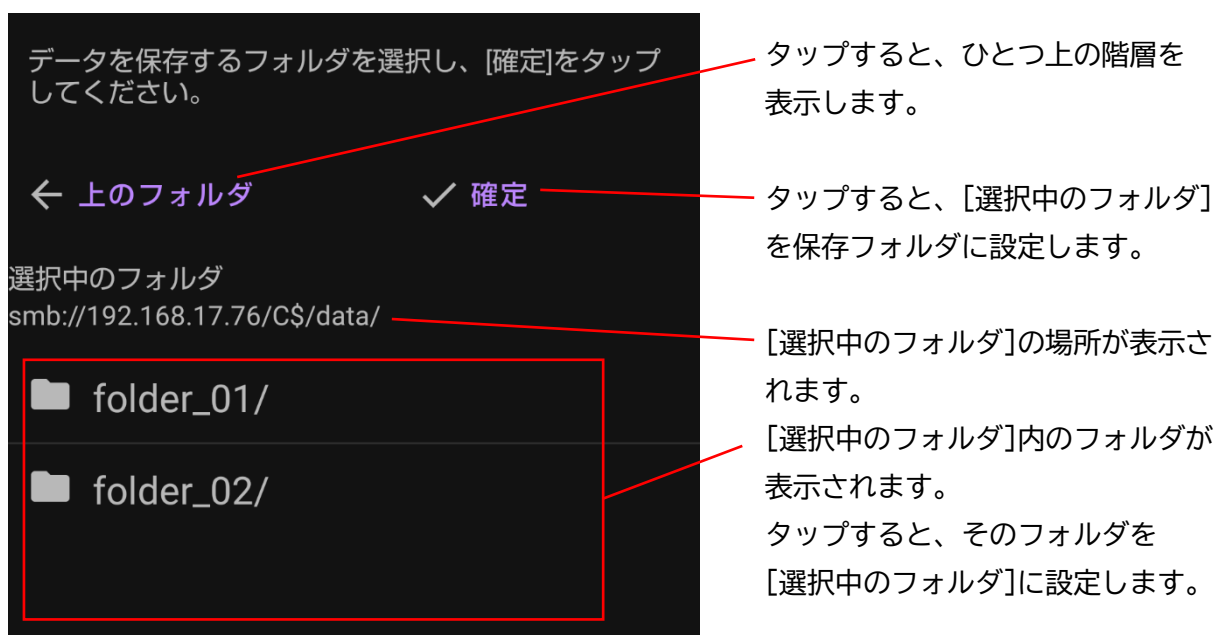 データを保存するフォルダを選択し、[確定]をタップ
してください。
上のフォルダ
確定
選択中のフォルダ
smb://192.168.17.76/C$/data/
folder_01/
folder_02/
タップすると、ひとつ上の階層を
表示します。
タップすると、[選択中のフォルダ]
を保存フォルダに設定します。
[選択中のフォルダ]の場所が表示さ
れます。
[選択中のフォルダ]内のフォルダが
表示されます。
タップすると、そのフォルダを
[選択中のフォルダ]に設定します。